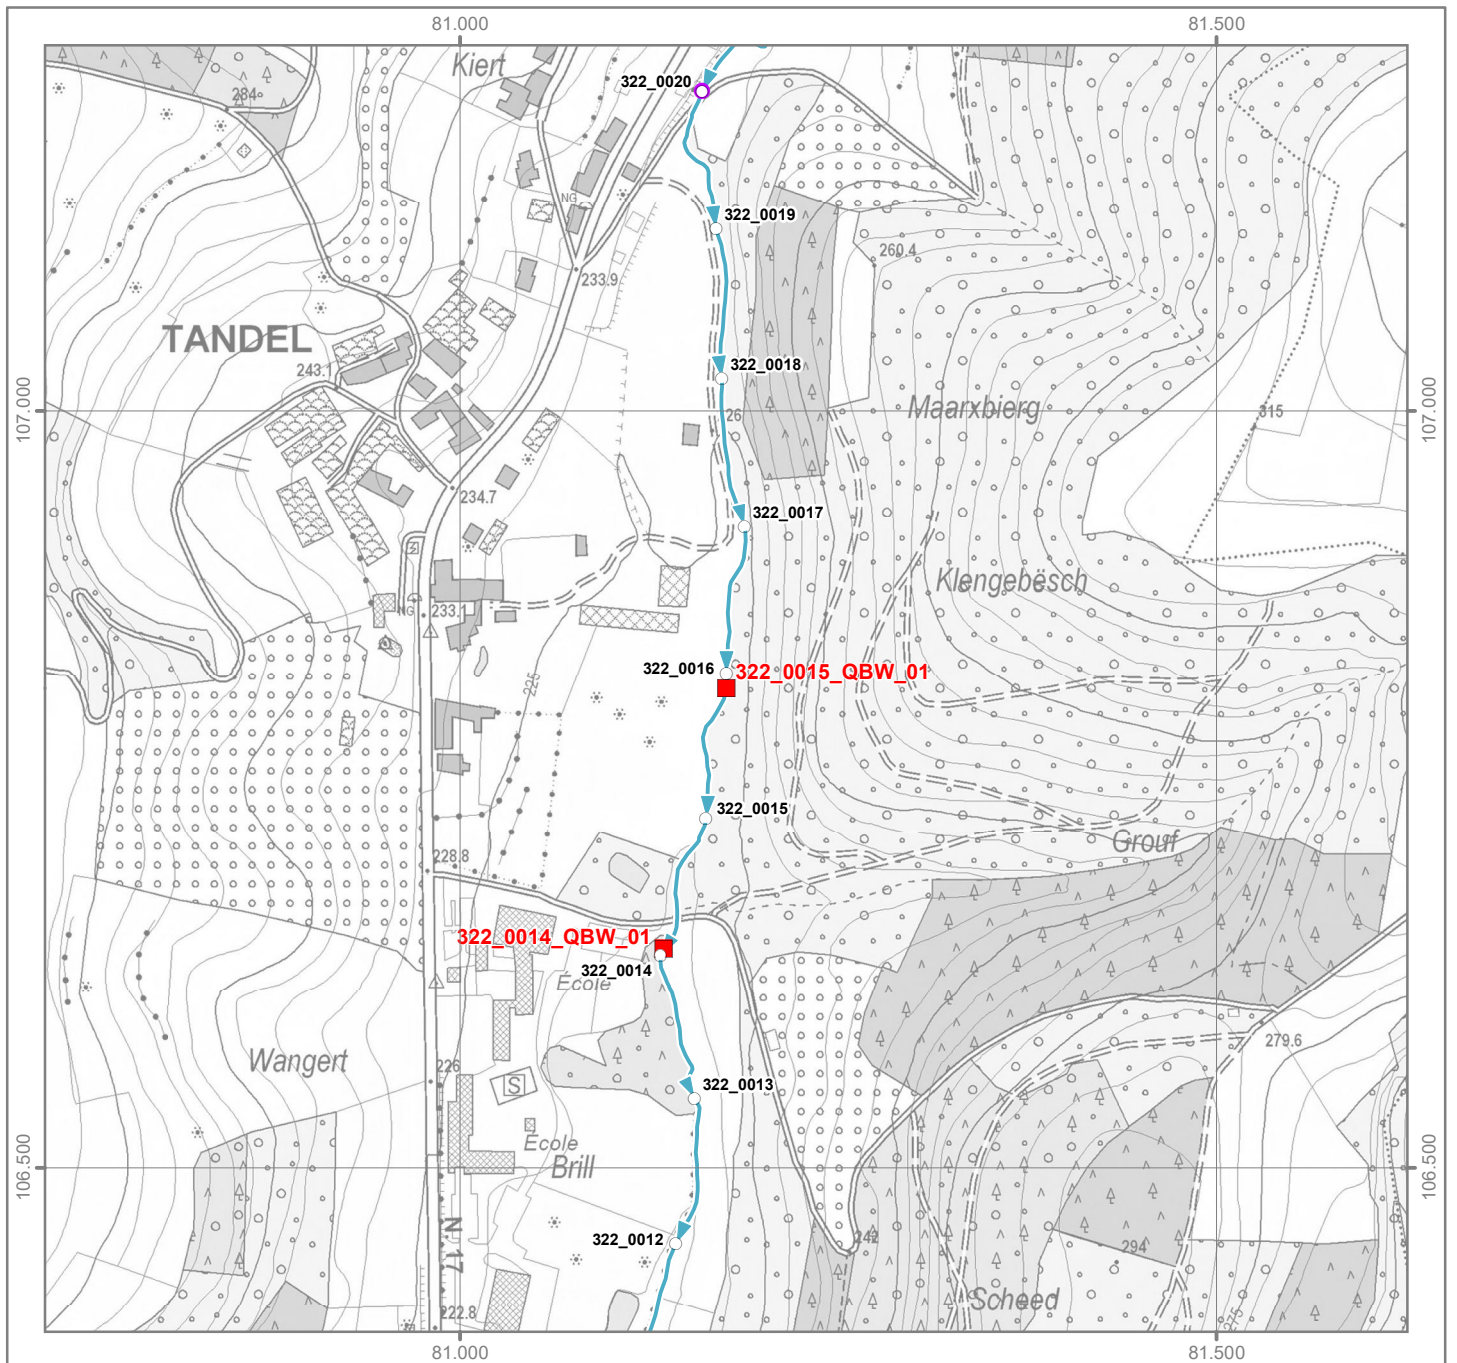 81.000
81.500
Kiert
322_0020
284
NG
322_0019
260.4
233.9
TANDEL
322_0018
243.1
107.000
107.000
26
Maarxbierg
315
234.7
322_0017
Klengebësch
233.1
NG
322_0016
322_0015_QBW_01
225
322_0015
Grouf
228.8
322_0014_QBW_01
322_0014
École
279.6
Wangert
226
S
322_0013
École
Brill
106.500
106.500
N. 17
322_0012
242
294
Scheed
222.8
275
81.000
81.500